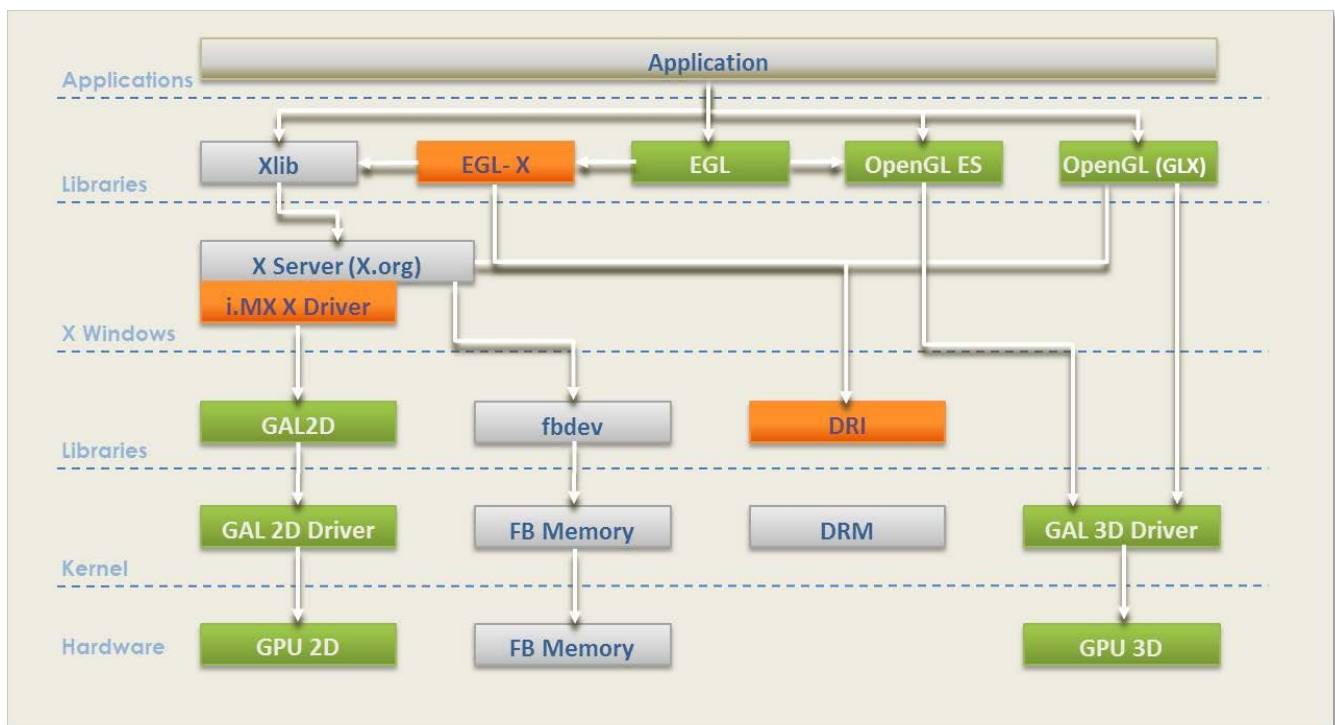 Application
Applications
Xlib
EGL- X
EGL
OpenGL ES
OpenGL (GLX)
Libraries
X Server (X.org)
i.MX X Driver
X Windows
GAL2D
fbdev
DRI
Libraries
GAL 2D Driver
FB Memory
DRM
GAL 3D Driver
Kernel
Hardware
GPU 2D
FB Memory
GPU 3D